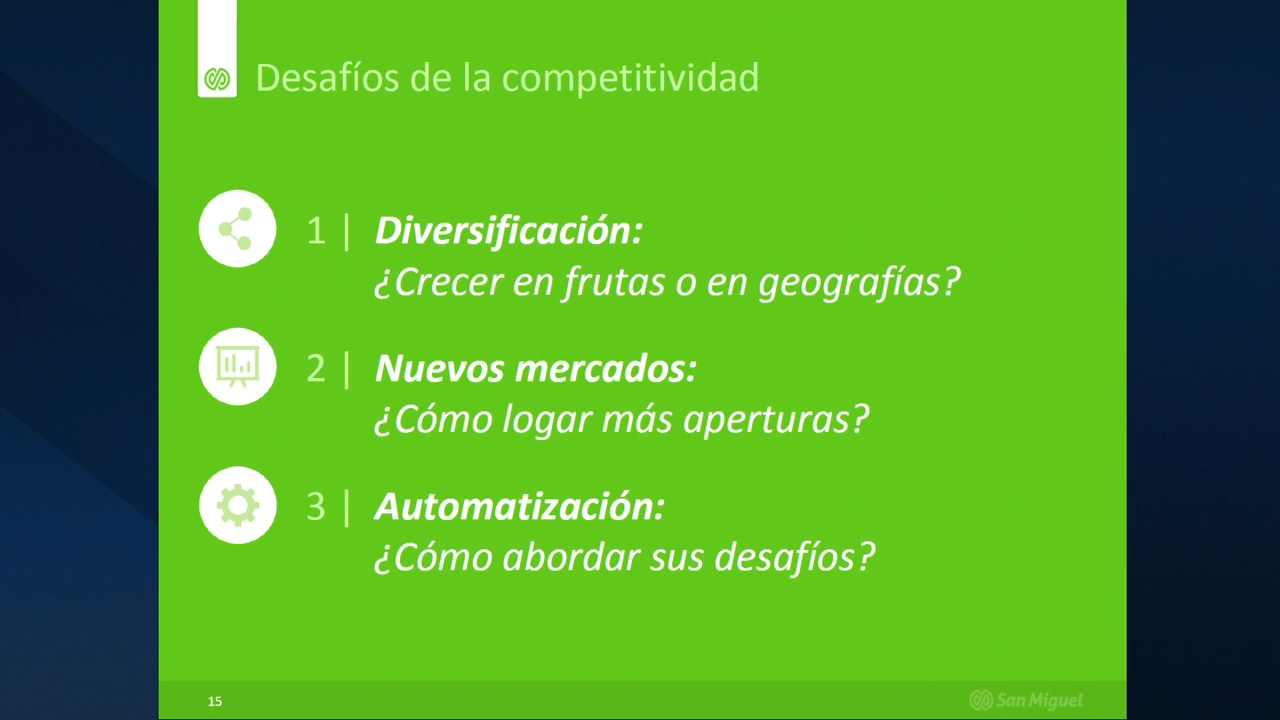 Desafíos de la competitividad
1 | Diversificación:
¿Crecer en frutas o en geografías?
2 | Nuevos mercados:
¿Cómo logar más aperturas?
3 | Automatización:
¿Cómo abordar sus desafíos?
15
San Miguel